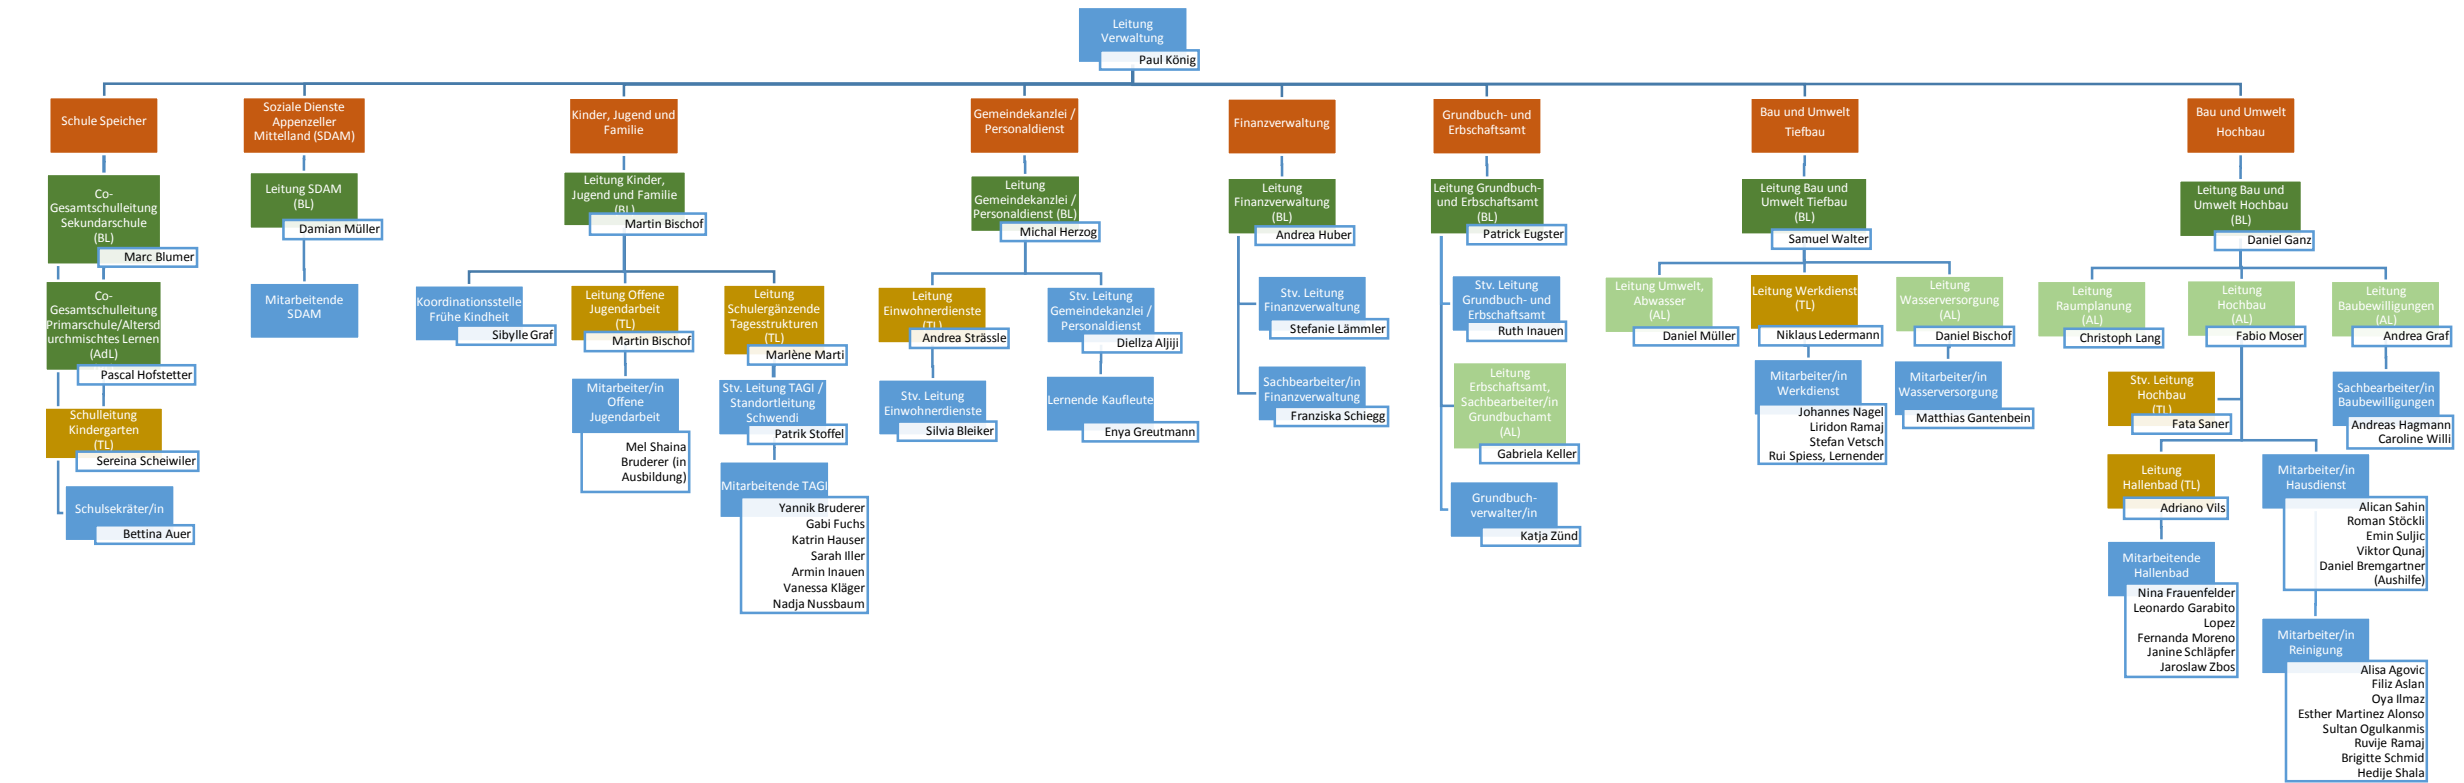 Leitung
Verwaltung
Paul König
Schule Speicher
Co-
Gesamtschulleitung
Sekundarschule
(BL)
Marc Blumer
Co-
Gesamtschulleitung
Primarschule/Altersd
urchmischtes Lernen
(AdL)
Pascal Hofstetter
Schulleitung
Kindergarten
(TL)
Sereina Scheiwiler
Schulsekräter/in
Bettina Auer
Soziale Dienste
Appenzeller
Mittelland (SDAM)
Leitung SDAM
(BL)
Damian Müller
Mitarbeitende
SDAM
Kinder, Jugend und
Familie
Leitung Kinder,
Jugend und Familie
(BL)
Martin Bischof
Koordinationsstelle
Frühe Kindheit
Sibylle Graf
Leitung Offene
Jugendarbeit
(TL)
Martin Bischof
Mitarbeiter/in
Offene
Jugendarbeit
Mel Shaina
Bruderer (in
Ausbildung)
Leitung
Schulergänzende
Tagesstrukturen
(TL)
Marlène Marti
Stv. Leitung TAGI /
Standortleitung
Schwendi
Patrik Stoffel
Mitarbeitende TAGI
Yannik Bruderer
Gabi Fuchs
Katrin Hauser
Sarah Iller
Armin Inauen
Vanessa Kläger
Nadja Nussbaum
Gemeindekanzlei /
Personaldienst
Leitung
Gemeindekanzlei /
Personaldienst (BL)
Michal Herzog
Leitung
Einwohnerdienste
(TL)
Andrea Strässle
Stv. Leitung
Einwohnerdienste
Silvia Bleiker
Stv. Leitung
Gemeindekanzlei /
Personaldienst
Diellza Aljiji
Lernende Kaufleute
Enya Greutmann
Finanzverwaltung
Leitung
Finanzverwaltung
(BL)
Andrea Huber
Stv. Leitung
Finanzverwaltung
Stefanie Lämmler
Sachbearbeiter/in
Finanzverwaltung
Franziska Schiegg
Grundbuch- und
Erbschaftsamt
Leitung Grundbuch-
und Erbschaftsamt
(BL)
Patrick Eugster
Stv. Leitung
Grundbuch- und
Erbschaftsamt
Ruth Inauen
Leitung
Erbschaftsamt,
Sachbearbeiter/in
Grundbuchamt
(AL)
Gabriela Keller
Grundbuch-
verwalter/in
Katja Zünd
Bau und Umwelt
Tiefbau
Leitung Bau und
Umwelt Tiefbau
(BL)
Samuel Walter
Leitung Umwelt,
Abwasser
(AL)
Daniel Müller
Leitung Werkdienst
(TL)
Niklaus Ledermann
Mitarbeiter/in
Werkdienst
Johannes Nagel
Liridon Ramaj
Stefan Vetsch
Rui Spiess, Lernender
Leitung
Wasserversorgung
(AL)
Daniel Bischof
Mitarbeiter/in
Wasserversorgung
Matthias Gantenbein
Bau und Umwelt
Hochbau
Leitung Bau und
Umwelt Hochbau
(BL)
Daniel Ganz
Leitung
Raumplanung
(AL)
Christoph Lang
Leitung
Hochbau
(AL)
Fabio Moser
Stv. Leitung
Hochbau
(TL)
Fata Saner
Leitung
Hallenbad (TL)
Adriano Vils
Mitarbeitende
Hallenbad
Nina Frauenfelder
Leonardo Garabito
Lopez
Fernanda Moreno
Janine Schläpfer
Jaroslaw Zbos
Mitarbeiter/in
Hausdienst
Alican Sahin
Roman Stöckli
Emin Suljic
Viktor Qunaj
Daniel Bremgartner
(Aushilfe)
Mitarbeiter/in
Reinigung
Alisa Agovic
Filiz Aslan
Oya Ilmaz
Esther Martinez Alonso
Sultan Ogulkanmis
Ruvije Ramaj
Brigitte Schmid
Hedije Shala
Leitung
Baubewilligungen
(AL)
Andrea Graf
Sachbearbeiter/in
Baubewilligungen
Andreas Hagmann
Caroline Willi